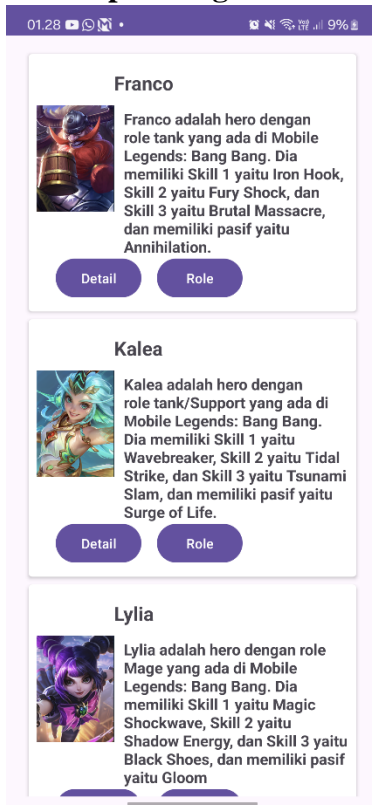 01.28 9%
Franco
Franco adalah hero dengan
role tank yang ada di Mobile
Legends: Bang Bang. Dia
memiliki Skill 1 yaitu Iron Hook,
Skill 2 yaitu Fury Shock, dan
Skill 3 yaitu Brutal Massacre,
dan memiliki pasif yaitu
Annihilation.
Detail Role
Kalea
Kalea adalah hero dengan
role tank/Support yang ada di
Mobile Legends: Bang Bang.
Dia memiliki Skill 1 yaitu
Wavebreaker, Skill 2 yaitu Tidal
Strike, dan Skill 3 yaitu Tsunami
Slam, dan memiliki pasif yaitu
Surge of Life.
Detail Role
Lylia
Lylia adalah hero dengan role
Mage yang ada di Mobile
Legends: Bang Bang. Dia
memiliki Skill 1 yaitu Magic
Shockwave, Skill 2 yaitu
Shadow Energy, dan Skill 3 yaitu
Black Shoes, dan memiliki pasif
yaitu Gloom